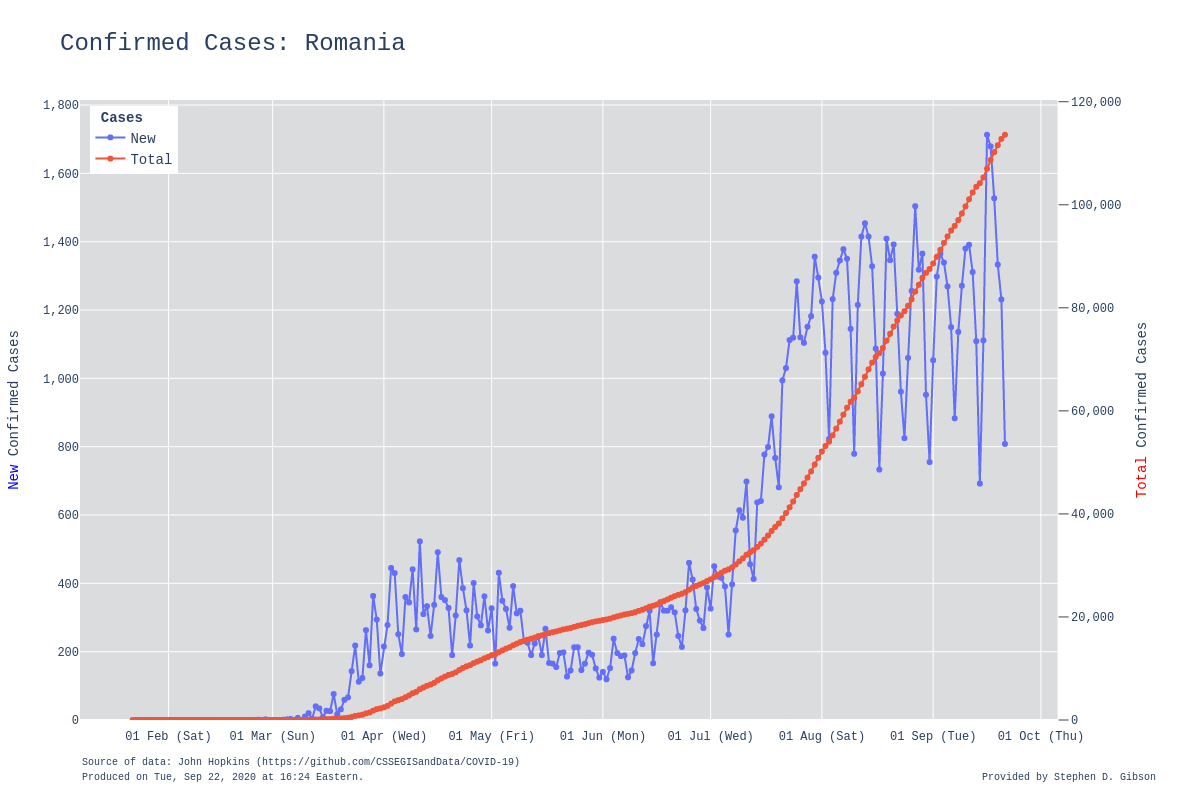 Confirmed Cases: Romania
Cases
New
Total
1,800
1,600
1,400
1,200
1,000
800
600
400
200
0
120,000
100,000
80,000
60,000
40,000
20,000
0
New Confirmed Cases
Total Confirmed Cases
01 Feb (Sat) 01 Mar (Sun) 01 Apr (Wed) 01 May (Fri) 01 Jun (Mon) 01 Jul (Wed) 01 Aug (Sat) 01 Sep (Tue) 01 Oct (Thu)
Source of data: John Hopkins (https://github.com/CSSEGISandData/COVID-19)
Produced on Tue, Sep 22, 2020 at 16:24 Eastern.
Provided by Stephen D. Gibson